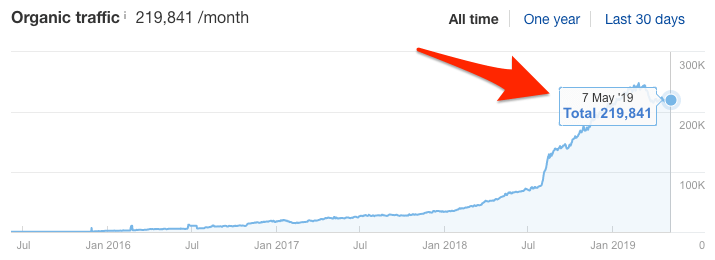 Organic traffic i 219,841 /month
All time One year Last 30 days
300K
7 May '19
Total 219,841
200K
100K
Jul Jan 2016 Jul Jan 2017 Jul Jan 2018 Jul Jan 2019 0